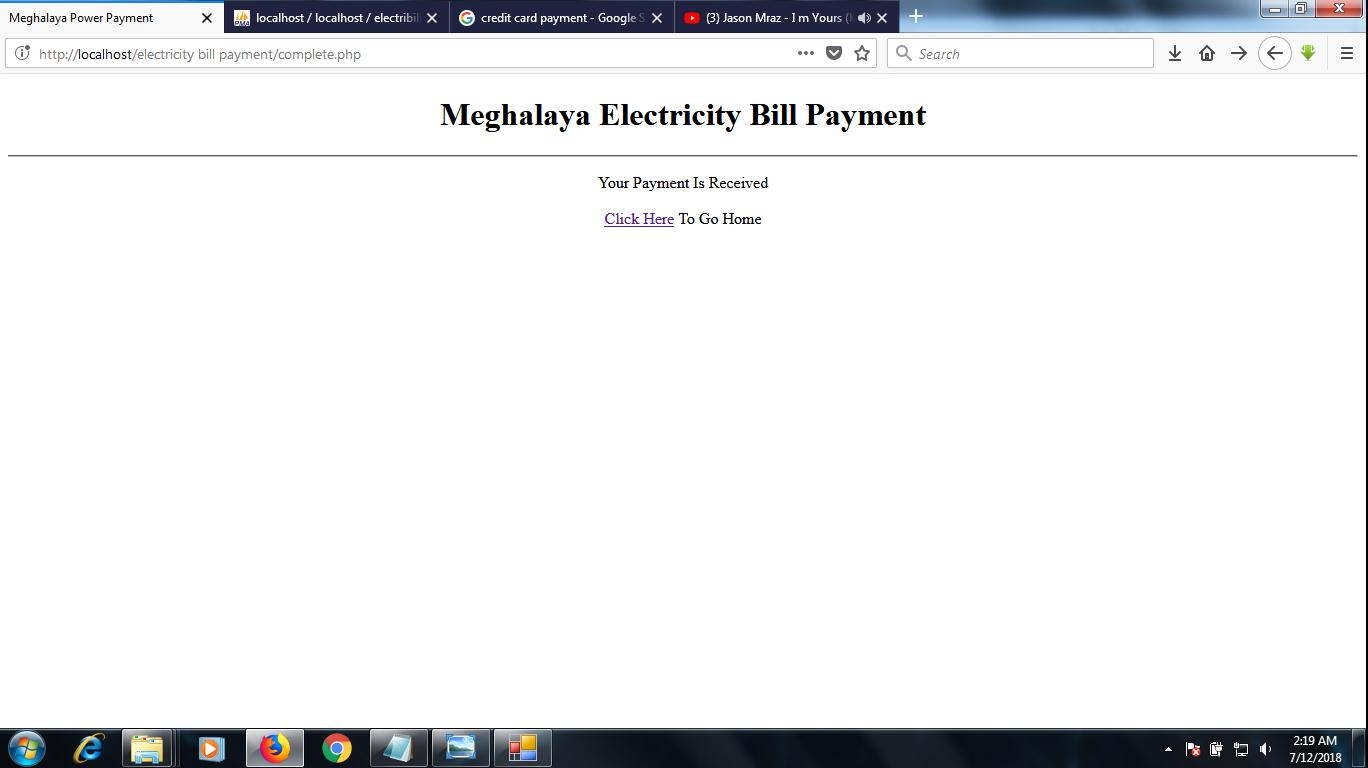 Meghalaya Power Payment
localhost / localhost / electribil
credit card payment - Google S
(3) Jason Mraz - I m Yours (
http://localhost/electricity bill payment/complete.php
Search
Meghalaya Electricity Bill Payment
Your Payment Is Received
Click Here To Go Home
2:19 AM
7/12/2018